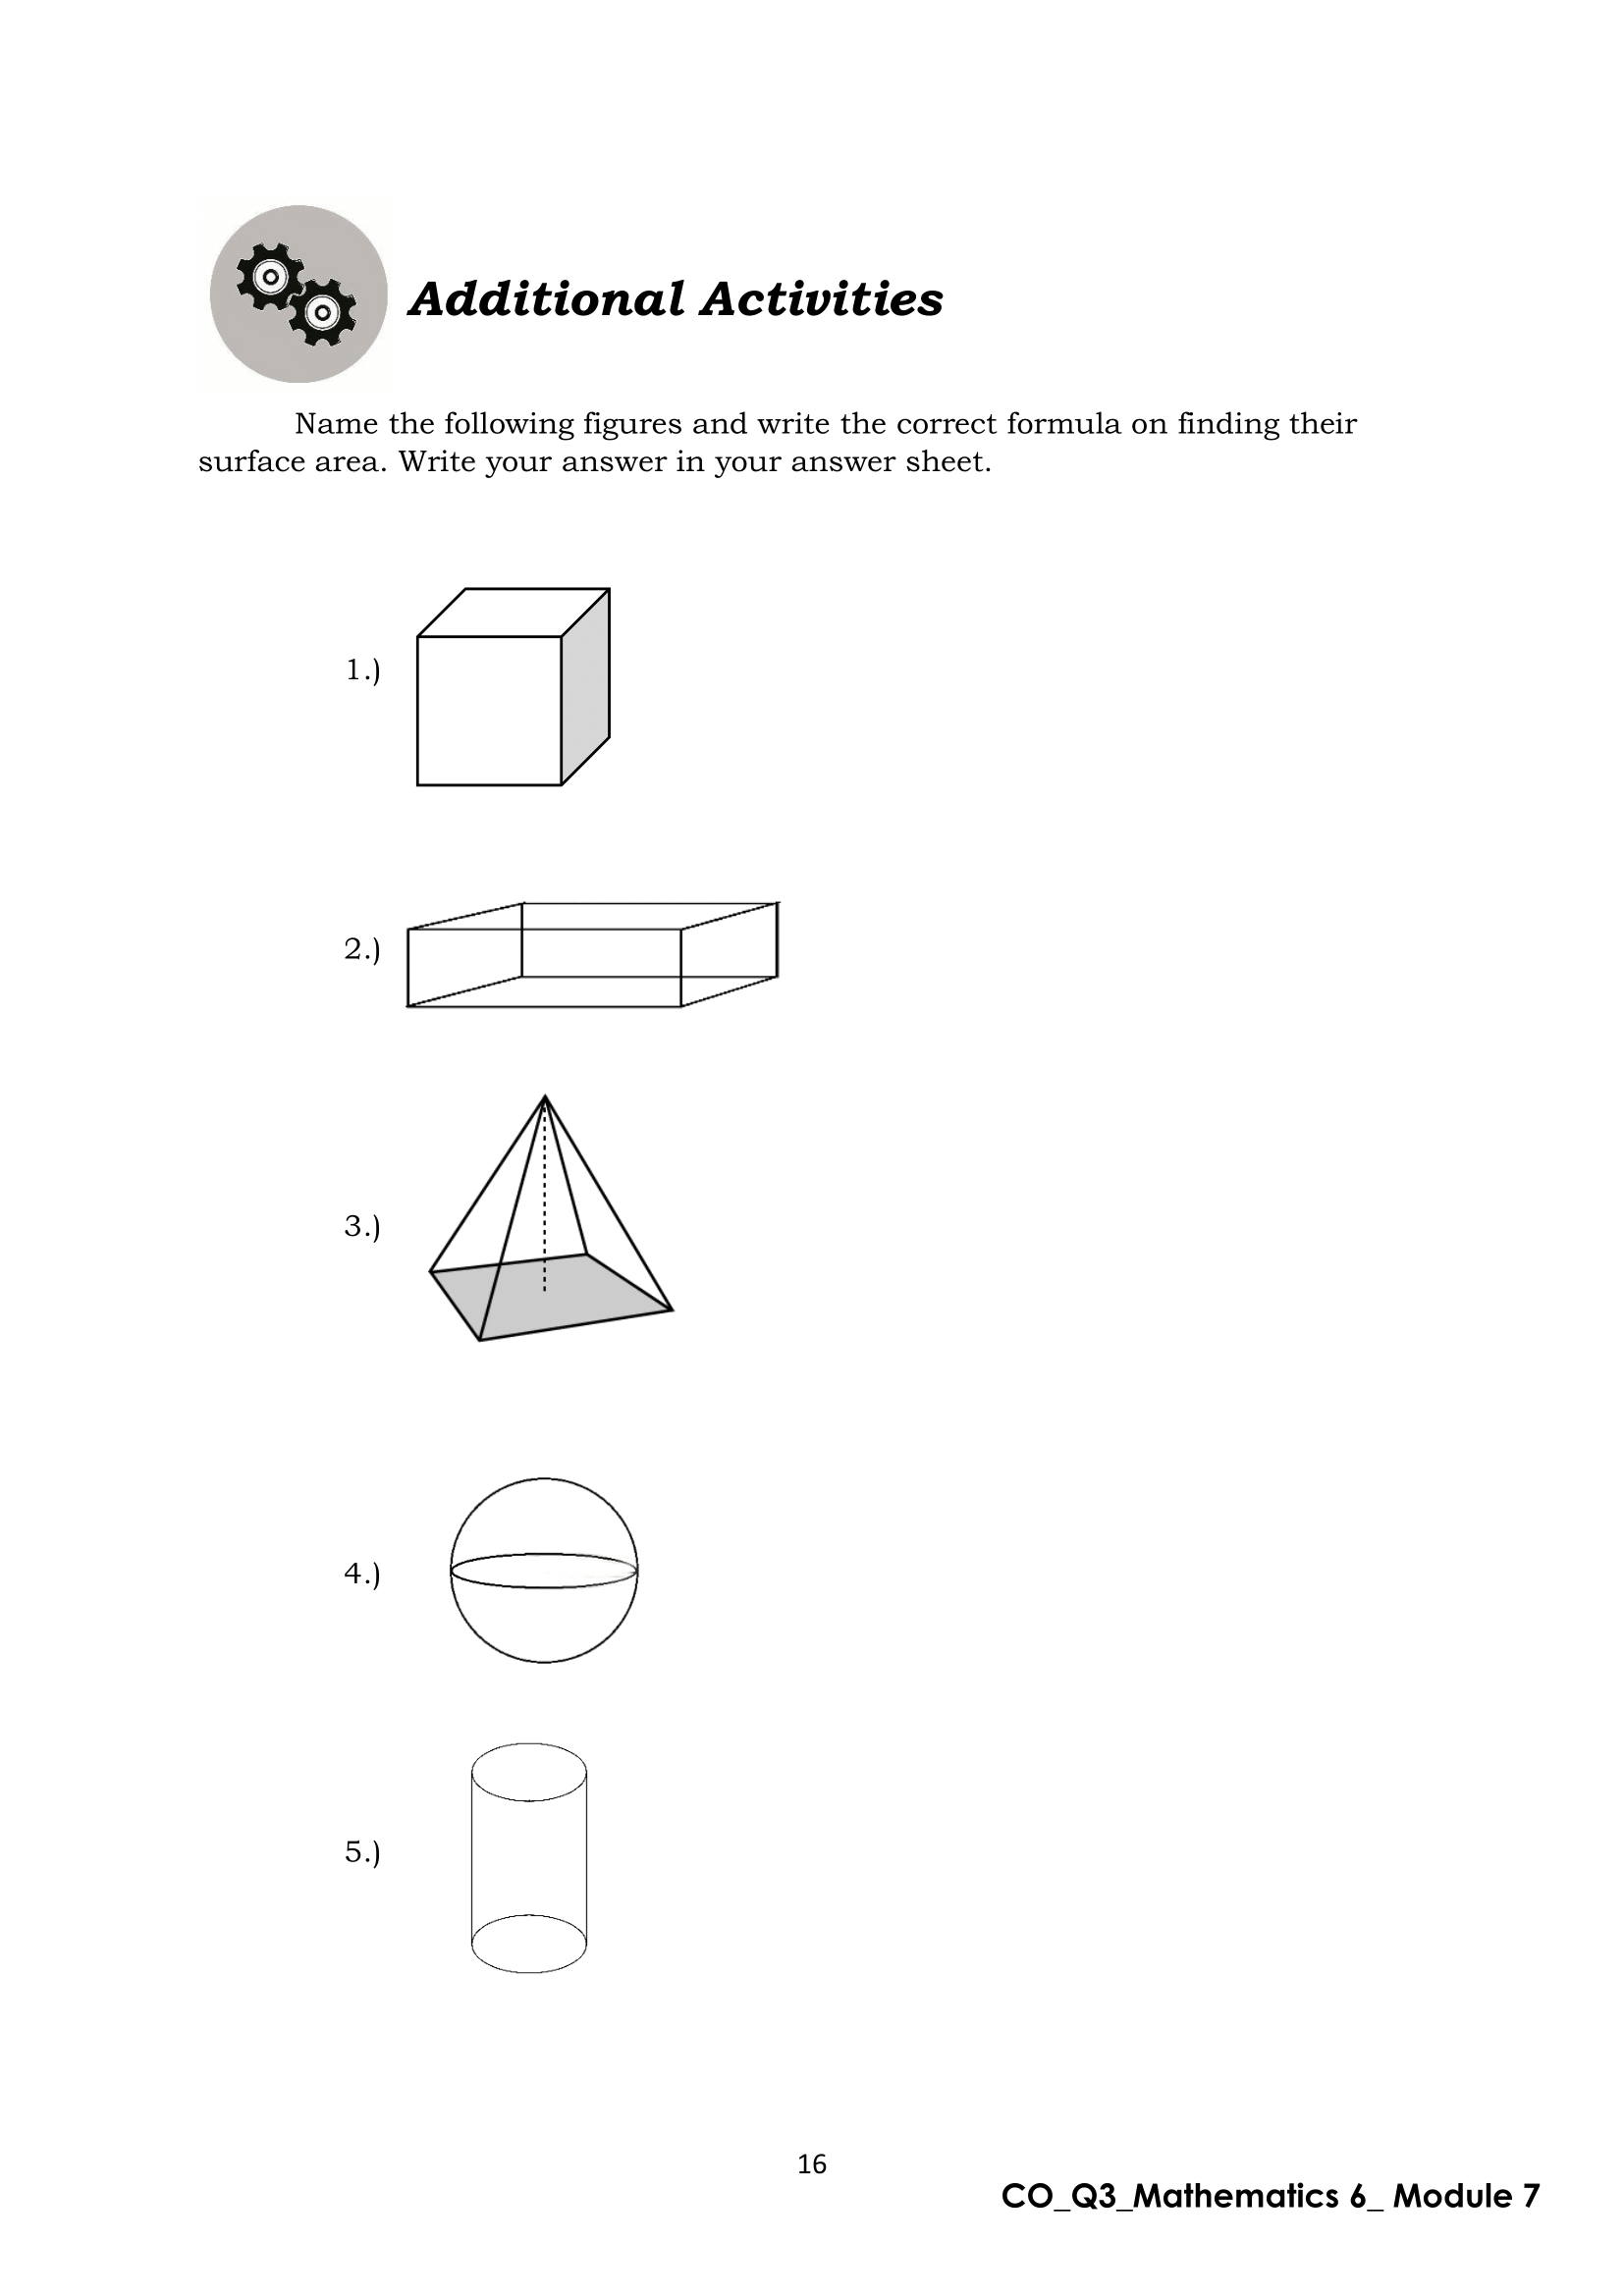 Additional Activities
Name the following figures and write the correct formula on finding their
surface area. Write your answer in your answer sheet.
1.)
2.)
3.)
4.)
5.)
16
CO_Q3_Mathematics 6_ Module 7